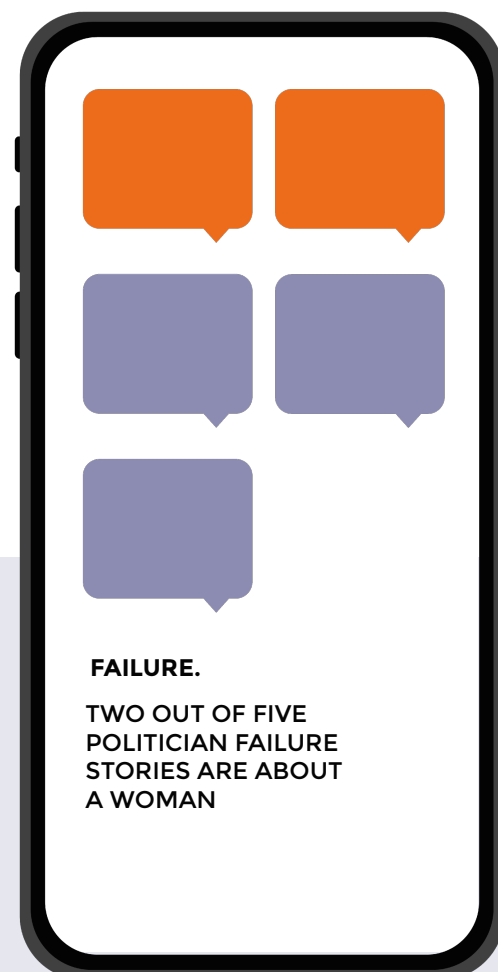 FAILURE.
TWO OUT OF FIVE
POLITICIAN FAILURE
STORIES ARE ABOUT
A WOMAN